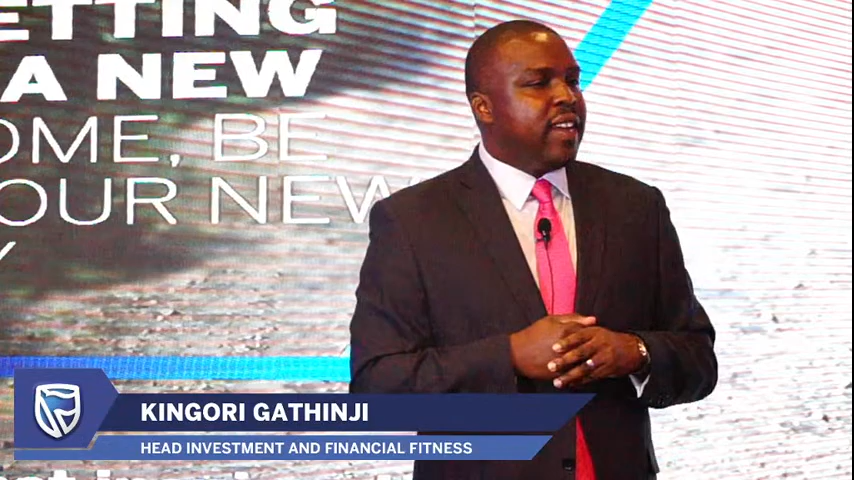 ETTING
A NEW
OME, BE
OUR NEW
KINGORI GATHINJI
HEAD INVESTMENT AND FINANCIAL FITNESS